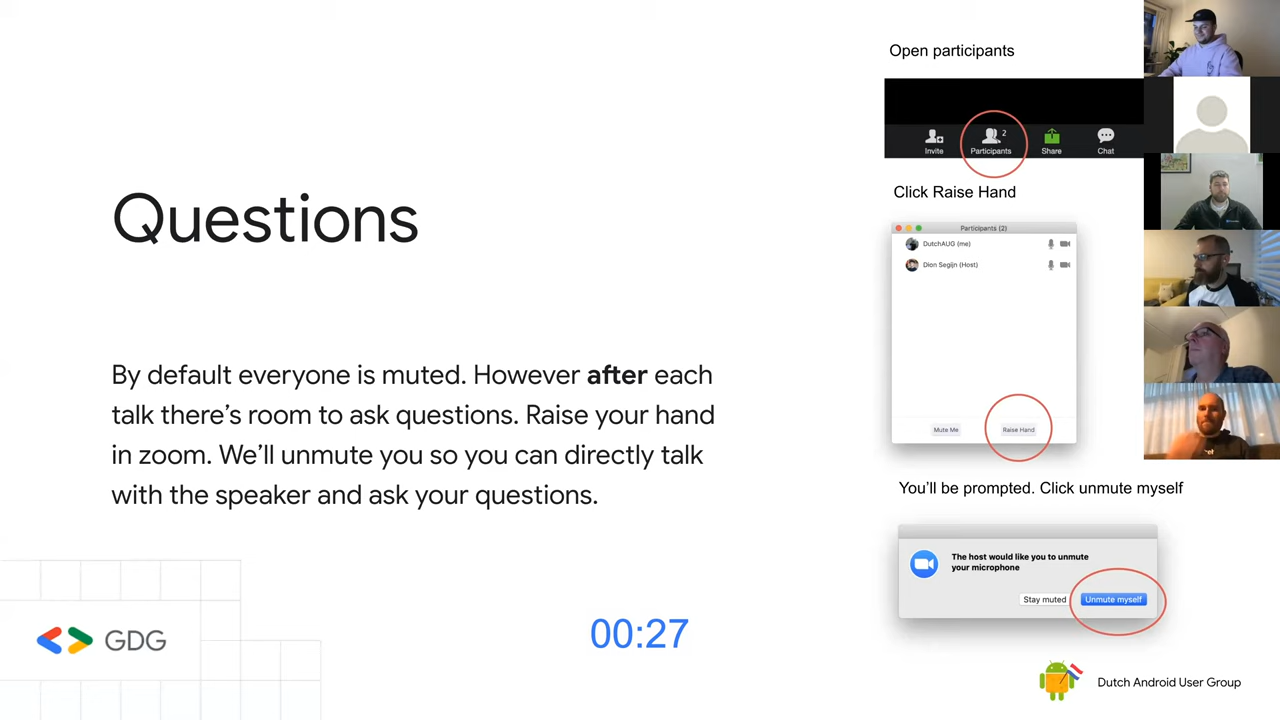 Questions
By default everyone is muted. However after each
talk there's room to ask questions. Raise your hand
in zoom. We'll unmute you so you can directly talk
with the speaker and ask your questions.
GDG
00:27
Open participants
Invite
Participants
2
Share
Chat
Click Raise Hand
Participants (2)
DutchAUG (me)
Dion Segijn (Host)
Mute Me
Raise Hand
You'll be prompted. Click unmute myself
The host would like you to unmute
your microphone
Stay muted
Unmute myself
Dutch Android User Group